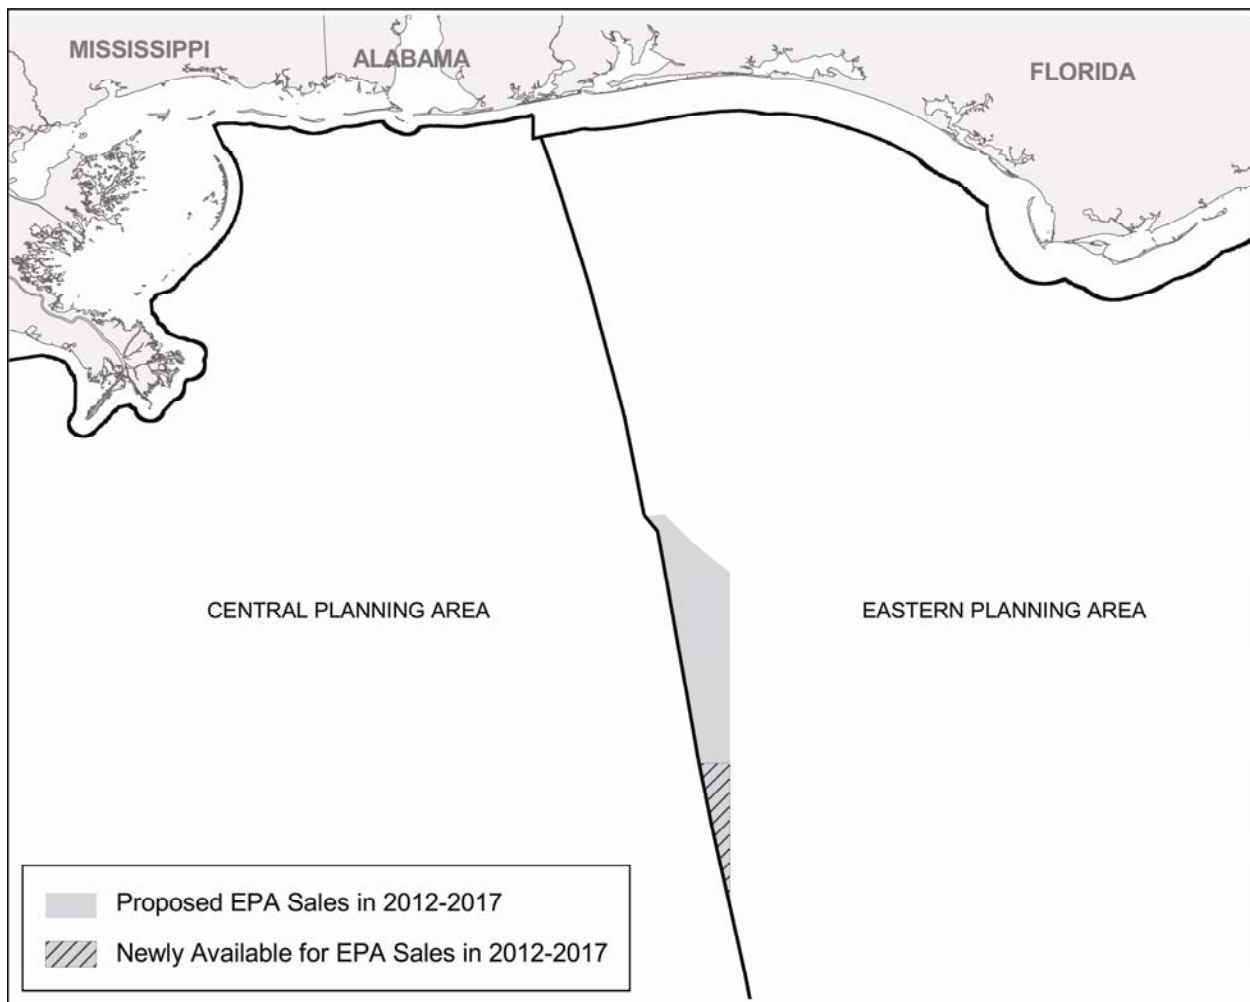 MISSISSIPPI
ALABAMA
FLORIDA
CENTRAL PLANNING AREA
EASTERN PLANNING AREA
Proposed EPA Sales in 2012-2017
Newly Available for EPA Sales in 2012-2017